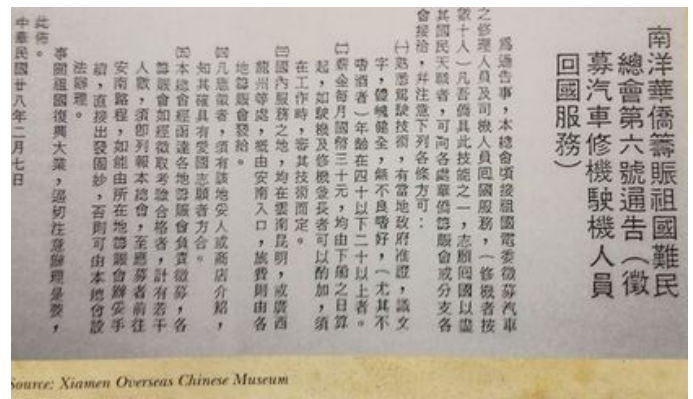 南洋華僑籌賑祖國難民
總會第六號通告（徵
募汽車修機駛機人員
回國服務）
爲通告事，本總會頃接祖國電委徵募汽車
之修理人員及司機人員回國服務，（修機者按
數十人）凡吾僑具此技能之一，志願回國以盡
其國民天職者，可向各處華僑籌賑會或分支各
會接洽，并注意下列各條方可：
㈠熟悉駕駛技術，有當地政府准證，識文
字，體魄健全，無不良嗜好，（尤其不
嗜酒者）年齡在四十以下二十以上者。
㈡薪金每月國幣三十元，均由下船之日算
起，如駛機及修機兼長者可以酌加，須
在工作時，審其技術而定。
㈢國內服務之地，均在雲南昆明，或廣西
龍州等處，概由安南入口，旅費則由各
地籌賑會發給。
㈣凡應徵者，須有該地妥人或商店介紹，
知其確具有愛國志願者方合。
㈤本總會經函達各地籌賑會負責徵募，各
籌賑會如經徵取考驗合格者，計有若干
人數，須卽列報本總會，至應募者前往
安南路程，如能由所在地籌賑會辦妥手
續，直接出發固妙，否則可由本總會設
法辦理。
事關祖國復興大業，迫切注意辦理是要，
此佈。
中華民國廿八年二月七日
Source: Xiamen Overseas Chinese Museum